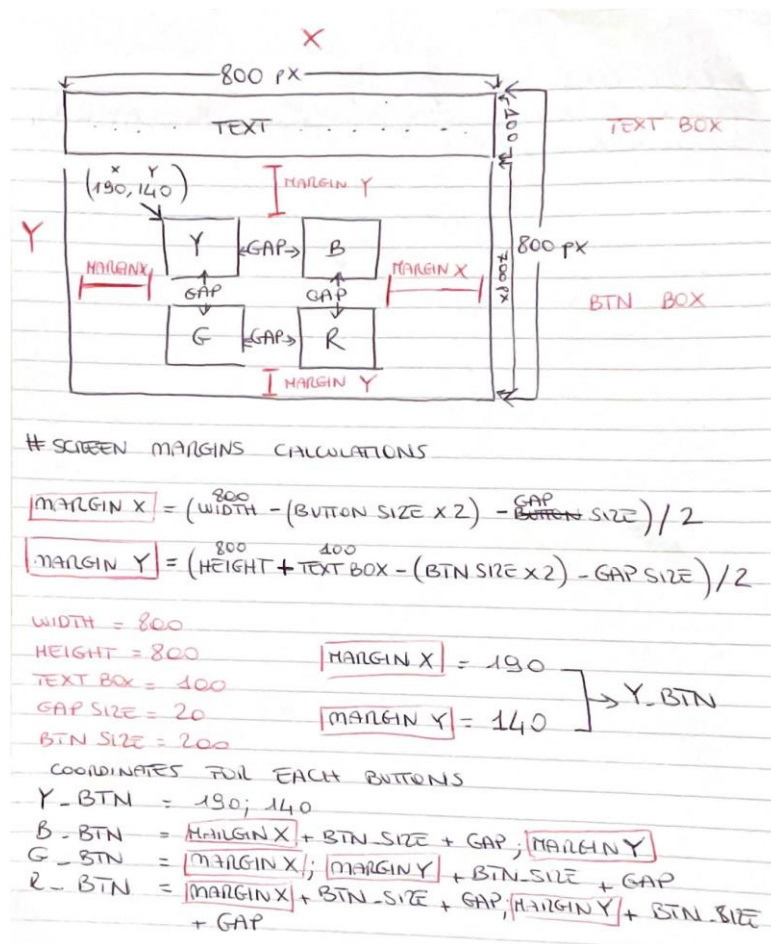 X
800 PX
TEXT
100
TEXT BOX
X Y
(190, 140)
MARGIN Y
Y
Y
GAP
B
800 PX
MARGIN X
MARGIN X
700 PX
GAP
GAP
BTN BOX
G
GAP
R
MARGIN Y
# SCREEN MARGINS CALCULATIONS
800 GAP
MARGIN X = (WIDTH - (BUTTON SIZE X 2) - BUTTON SIZE) / 2
800 100
MARGIN Y = (HEIGHT + TEXT BOX - (BTN SIZE X 2) - GAP SIZE) / 2
WIDTH = 800
HEIGHT = 800
MARGIN X = 190
TEXT BOX = 100
Y_BTN
GAP SIZE = 20
MARGIN Y = 140
BTN SIZE = 200
COORDINATES FOR EACH BUTTONS
Y_BTN = 190; 140
B_BTN = MARGIN X + BTN_SIZE + GAP; MARGIN Y
G_BTN = MARGIN X; MARGIN Y + BTN_SIZE + GAP
R_BTN = MARGIN X + BTN_SIZE + GAP; MARGIN Y + BTN_SIZE
+ GAP